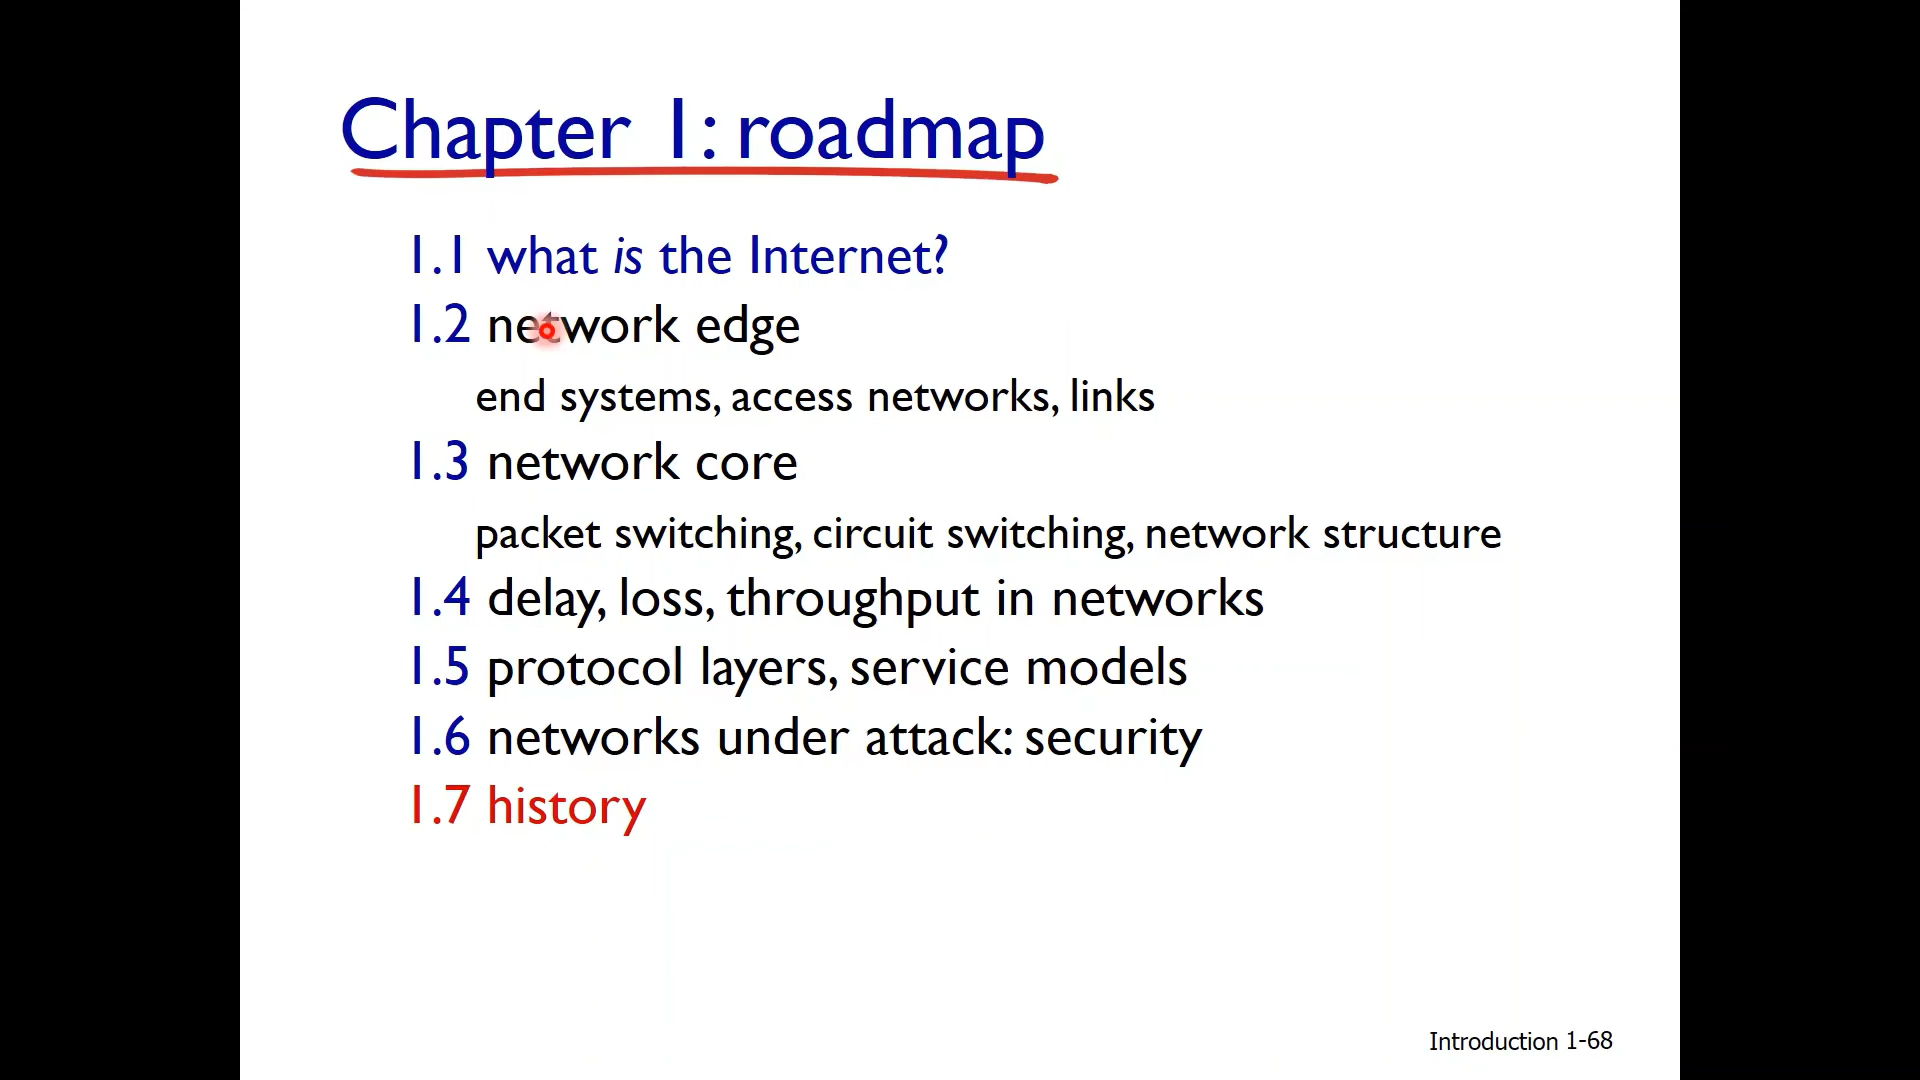 Chapter 1: roadmap
1.1 what is the Internet?
1.2 network edge
end systems, access networks, links
1.3 network core
packet switching, circuit switching, network structure
1.4 delay, loss, throughput in networks
1.5 protocol layers, service models
1.6 networks under attack: security
1.7 history
Introduction 1-68